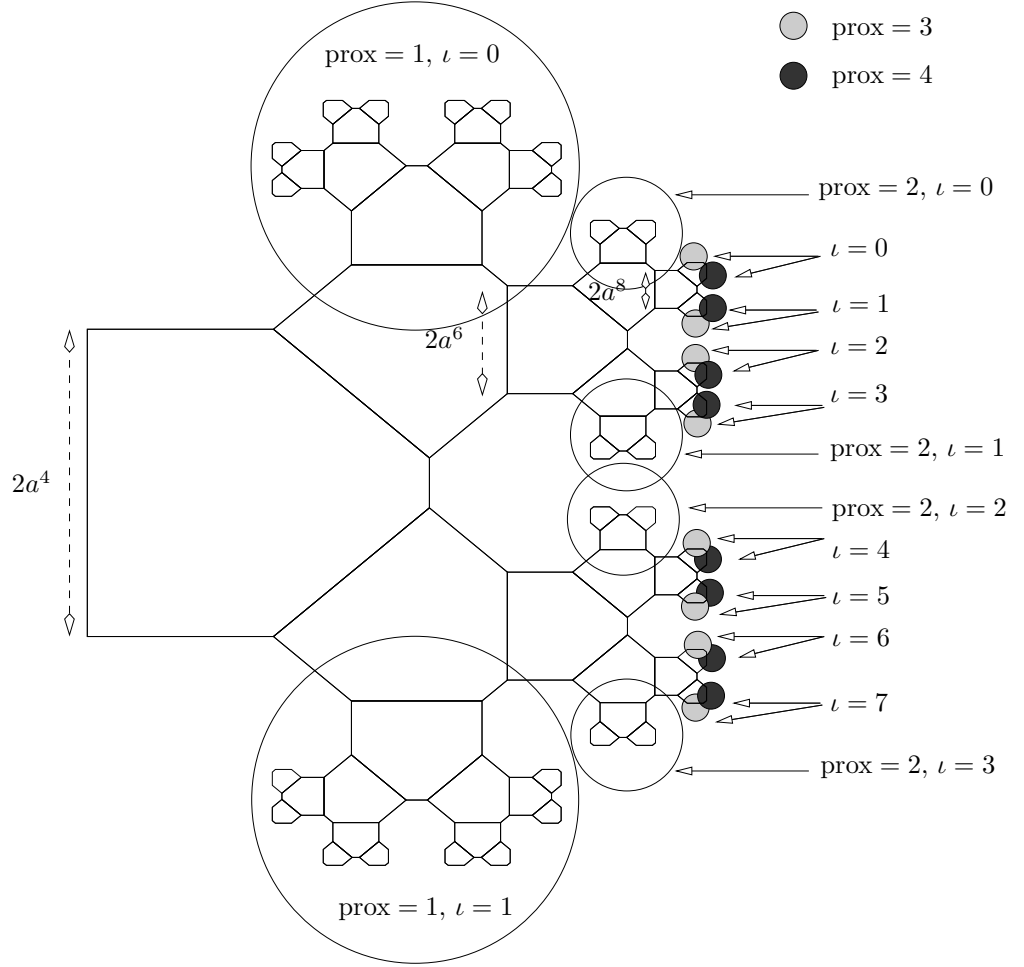 prox = 3
prox = 1, ι = 0
prox = 4
prox = 2, ι = 0
ι = 0
2a^8
ι = 1
2a^6
ι = 2
ι = 3
prox = 2, ι = 1
2a^4
prox = 2, ι = 2
ι = 4
ι = 5
ι = 6
ι = 7
prox = 2, ι = 3
prox = 1, ι = 1